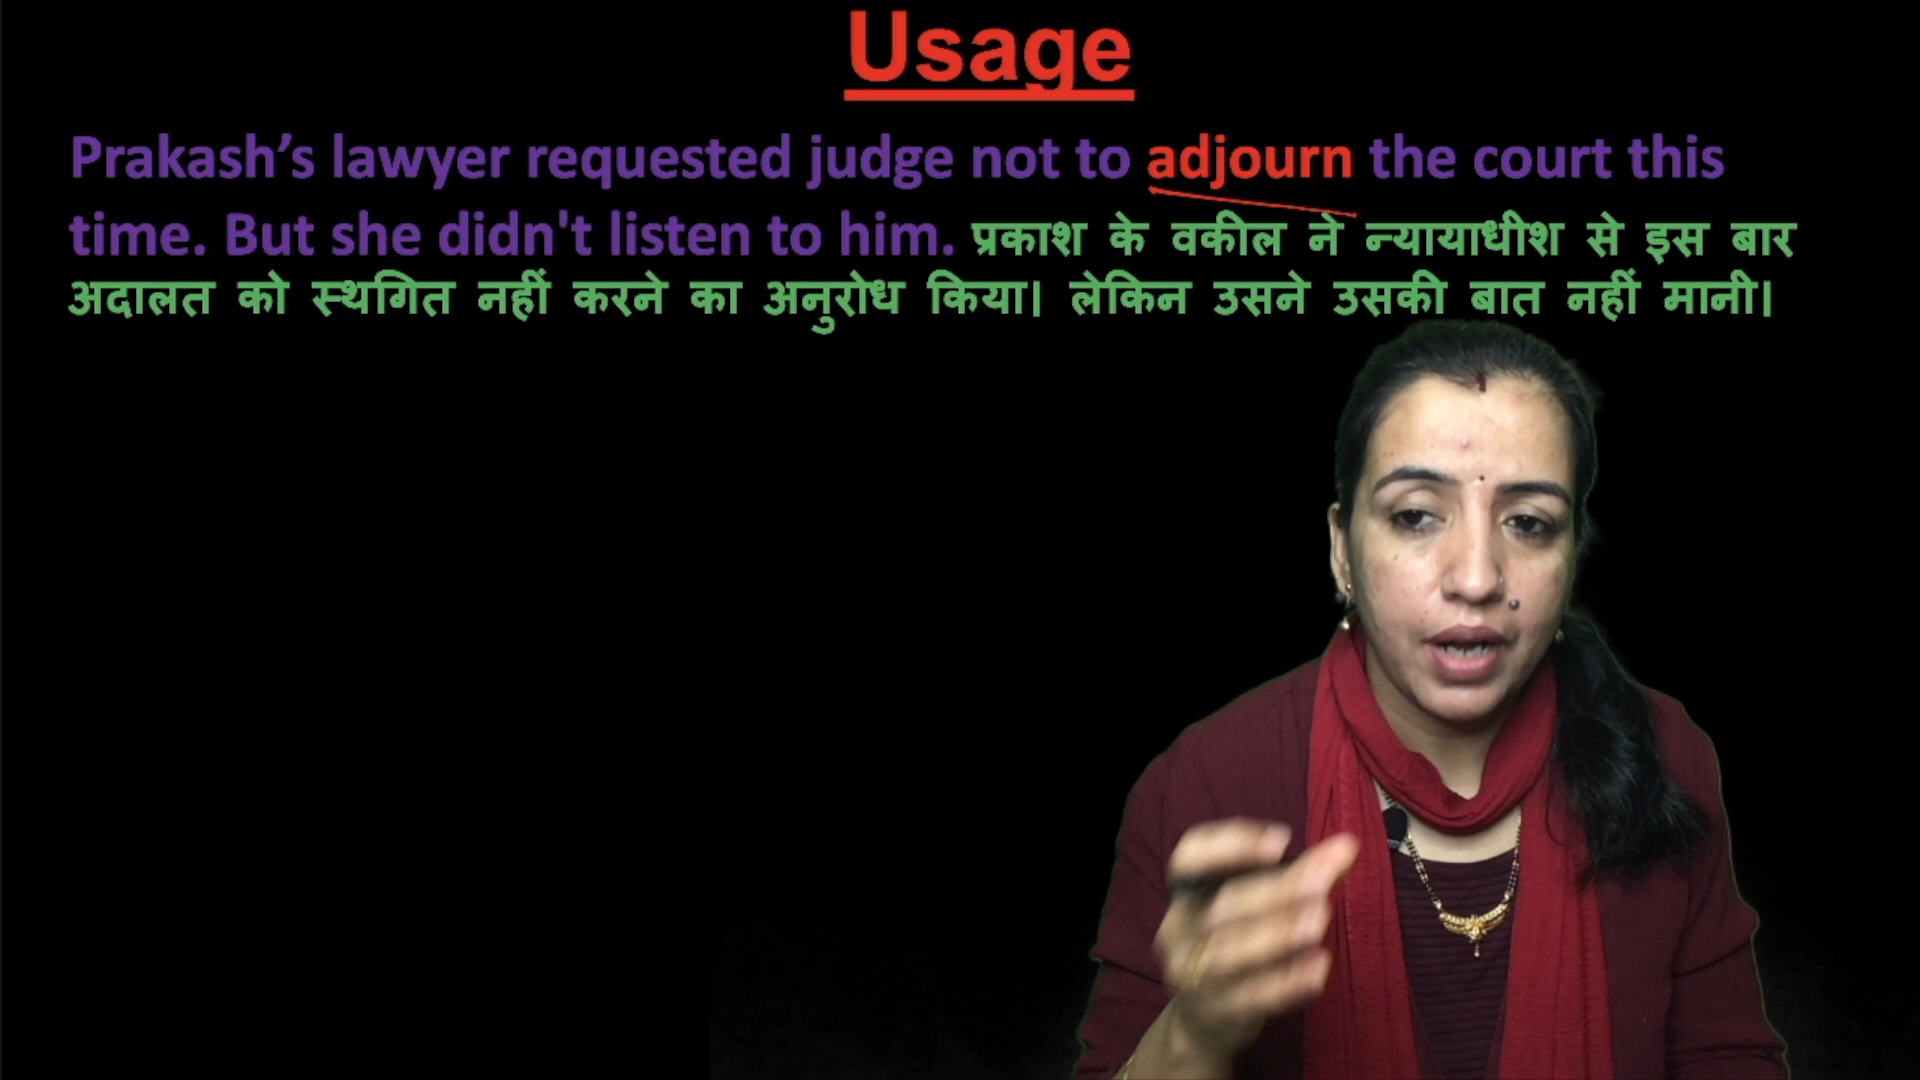 Usage
Prakash’s lawyer requested judge not to adjourn the court this
time. But she didn't listen to him. प्रकाश के वकील ने न्यायाधीश से इस बार
अदालत को स्थगित नहीं करने का अनुरोध किया। लेकिन उसने उसकी बात नहीं मानी।